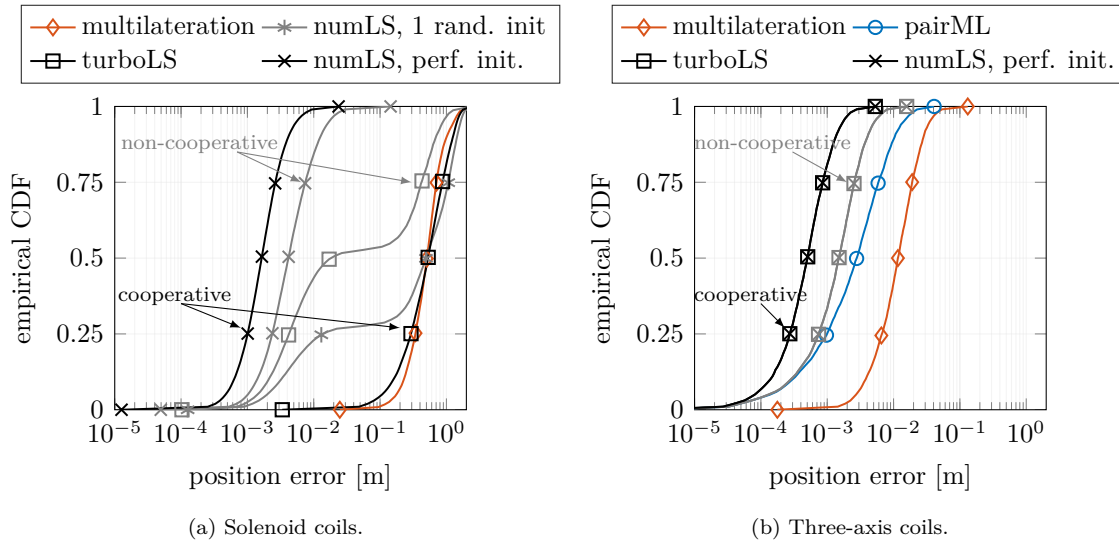 multilateration numLS, 1 rand. init
turboLS numLS, perf. init.
1
0.75
0.5
0.25
0
empirical CDF
non-cooperative
cooperative
10^-5 10^-4 10^-3 10^-2 10^-1 10^0
position error [m]
(a) Solenoid coils.
multilateration pairML
turboLS numLS, perf. init.
1
0.75
0.5
0.25
0
empirical CDF
non-cooperative
cooperative
10^-5 10^-4 10^-3 10^-2 10^-1 10^0
position error [m]
(b) Three-axis coils.